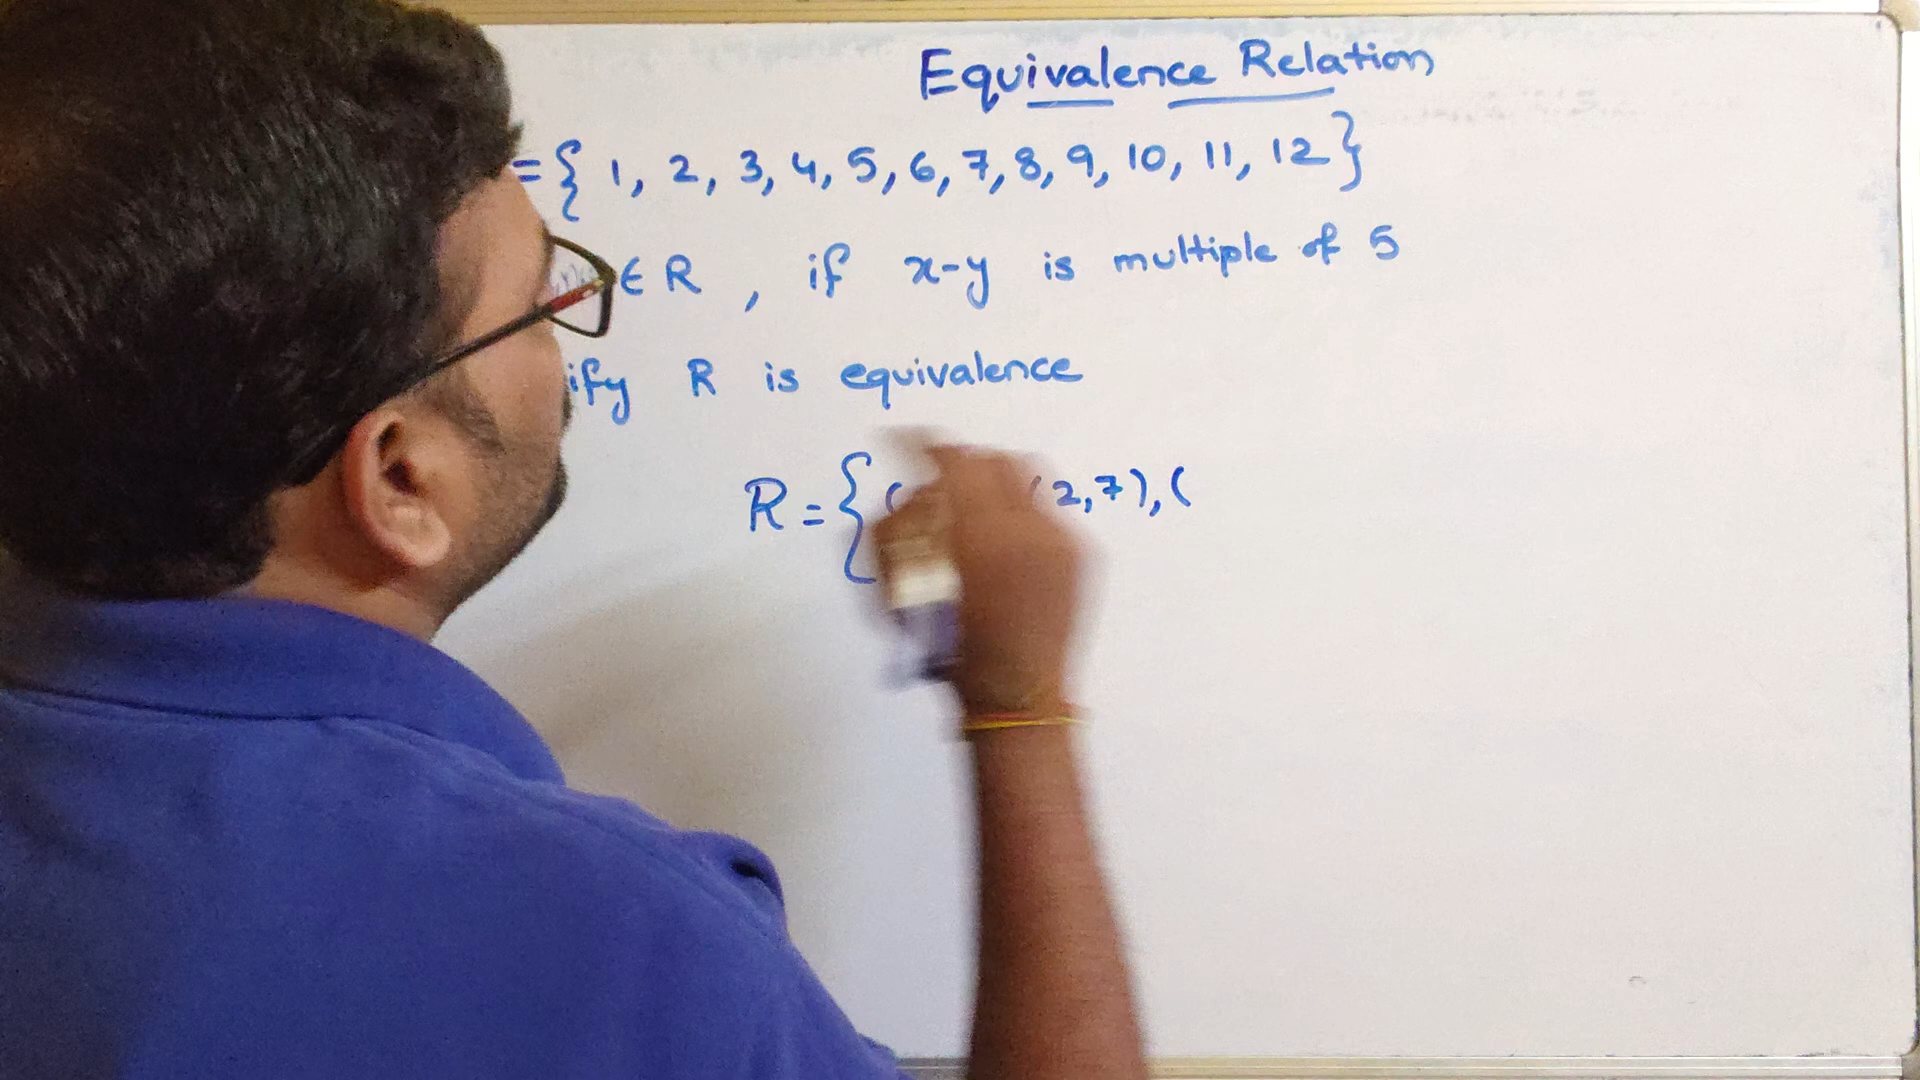 Equivalence Relation
={ 1, 2, 3, 4, 5, 6, 7, 8, 9, 10, 11, 12 }
∈ R , if x-y is multiple of 5
ify R is equivalence
R = { ( (2,7), (